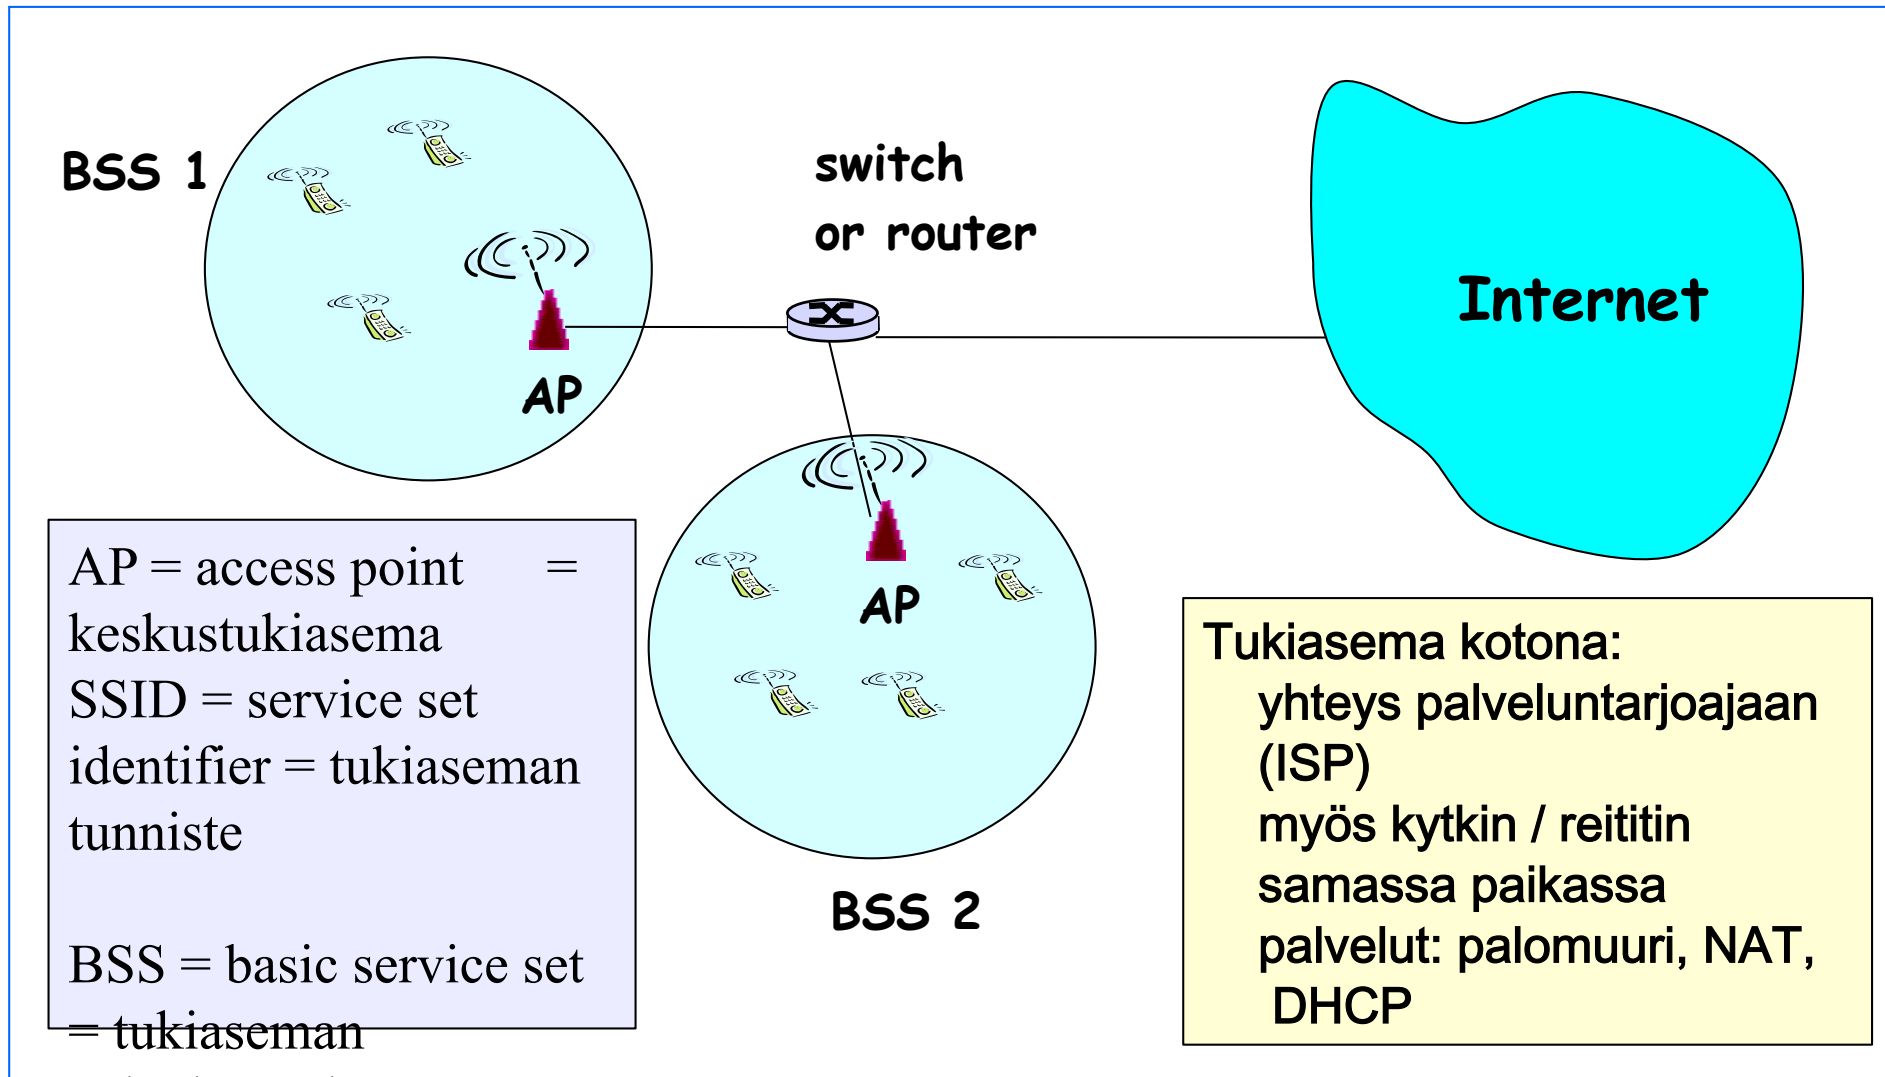 BSS 1
switch
or router
Internet
AP
AP
BSS 2
AP = access point =
keskustukiasema
SSID = service set
identifier = tukiaseman
tunniste
BSS = basic service set
= tukiaseman
Tukiasema kotona:
yhteys palveluntarjoajaan
(ISP)
myös kytkin / reititin
samassa paikassa
palvelut: palomuuri, NAT,
DHCP